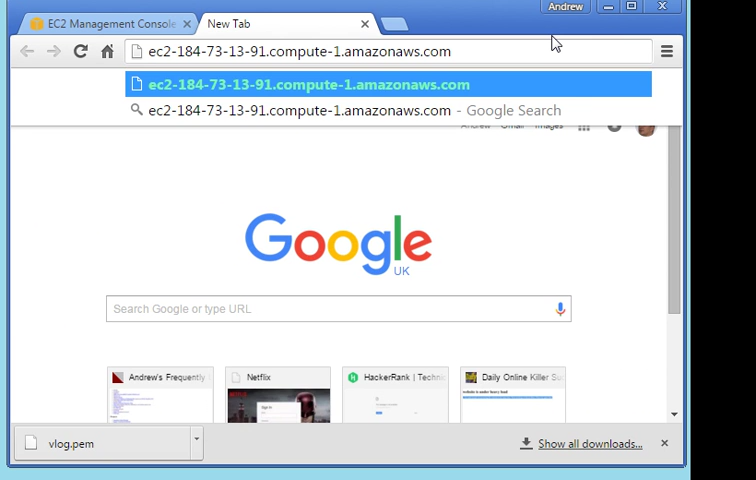 Andrew
EC2 Management Console
New Tab
ec2-184-73-13-91.compute-1.amazonaws.com
ec2-184-73-13-91.compute-1.amazonaws.com
ec2-184-73-13-91.compute-1.amazonaws.com - Google Search
Andrew Gmail Images
Google
UK
Search Google or type URL
Andrew's Frequently
Netflix
HackerRank | Techni
Daily Online Killer Su
vlog.pem
Show all downloads...